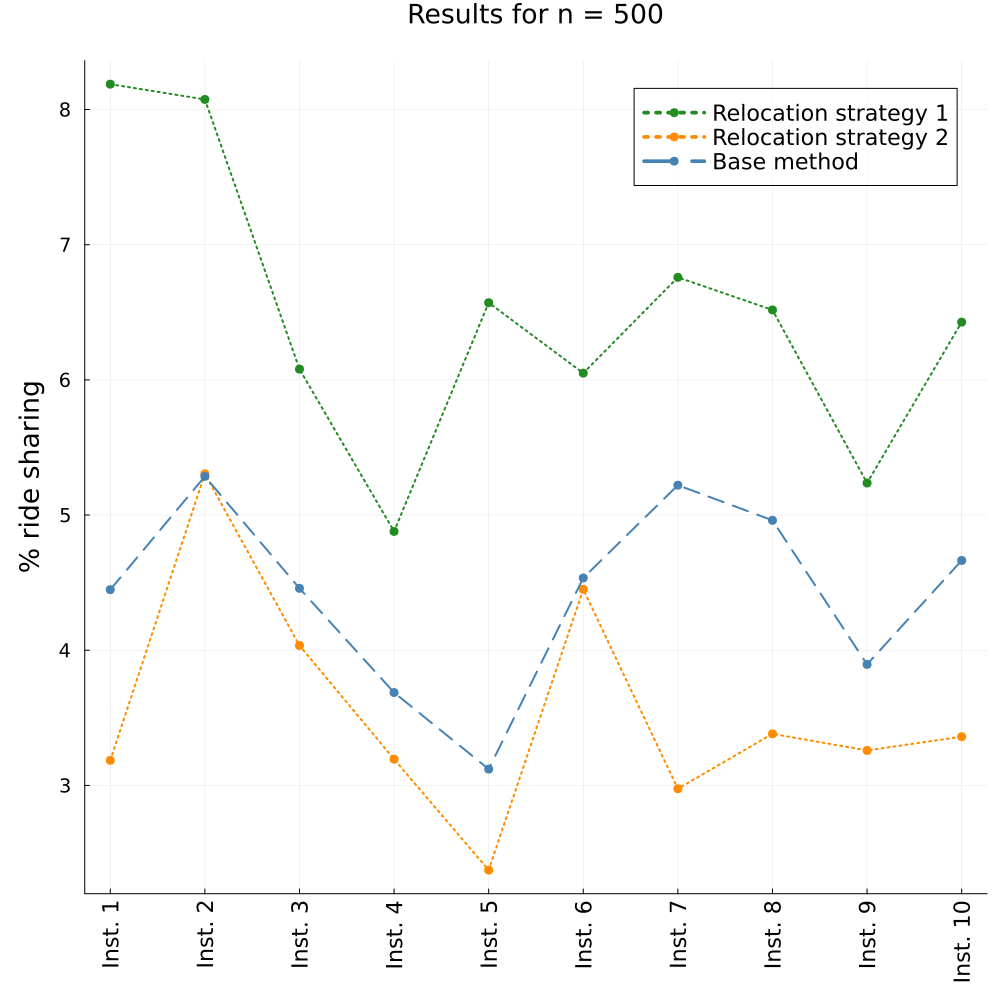 Results for n = 500
Relocation strategy 1
Relocation strategy 2
Base method
% ride sharing
8
7
6
5
4
3
Inst. 1
Inst. 2
Inst. 3
Inst. 4
Inst. 5
Inst. 6
Inst. 7
Inst. 8
Inst. 9
Inst. 10